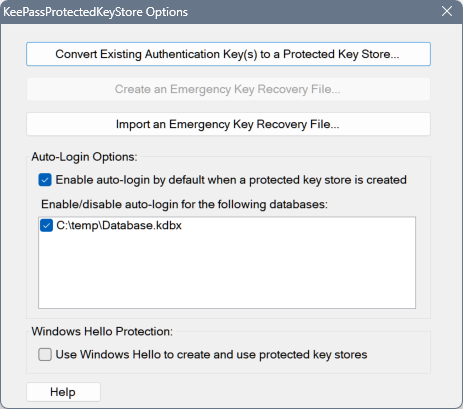 KeePassProtectedKeyStore Options
Convert Existing Authentication Key(s) to a Protected Key Store...
Create an Emergency Key Recovery File...
Import an Emergency Key Recovery File...
Auto-Login Options:
Enable auto-login by default when a protected key store is created
Enable/disable auto-login for the following databases:
C:\temp\Database.kdbx
Windows Hello Protection:
Use Windows Hello to create and use protected key stores
Help